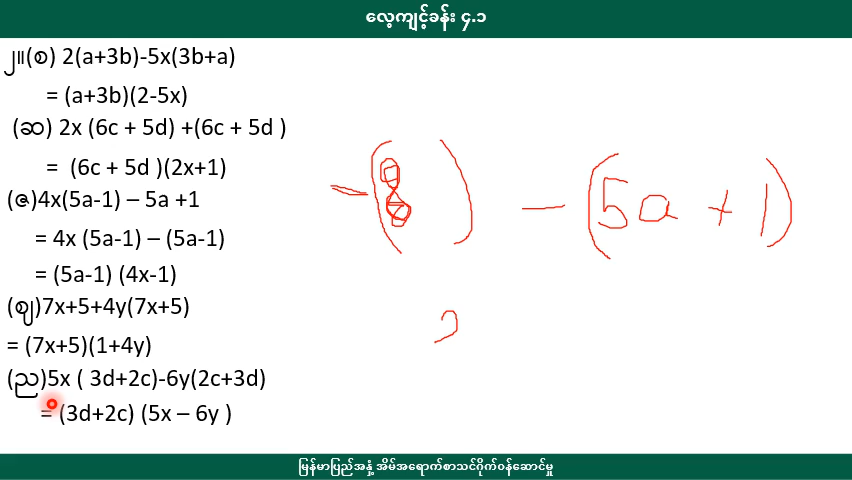 လေ့ကျင့်ခန်း ၄.၁
၂။(စ) 2(a+3b)-5x(3b+a)
= (a+3b)(2-5x)
(ဆ) 2x (6c + 5d) +(6c + 5d )
= (6c + 5d )(2x+1)
(ဇ)4x(5a-1) – 5a +1
= 4x (5a-1) – (5a-1)
= (5a-1) (4x-1)
(ဈ)7x+5+4y(7x+5)
= (7x+5)(1+4y)
(ည)5x ( 3d+2c)-6y(2c+3d)
= (3d+2c) (5x – 6y )
– ( )
– (5a + 1)
မြန်မာပြည်အနှံ့ အိမ်အရောက်စာသင်ဂိုက်ဝန်ဆောင်မှု